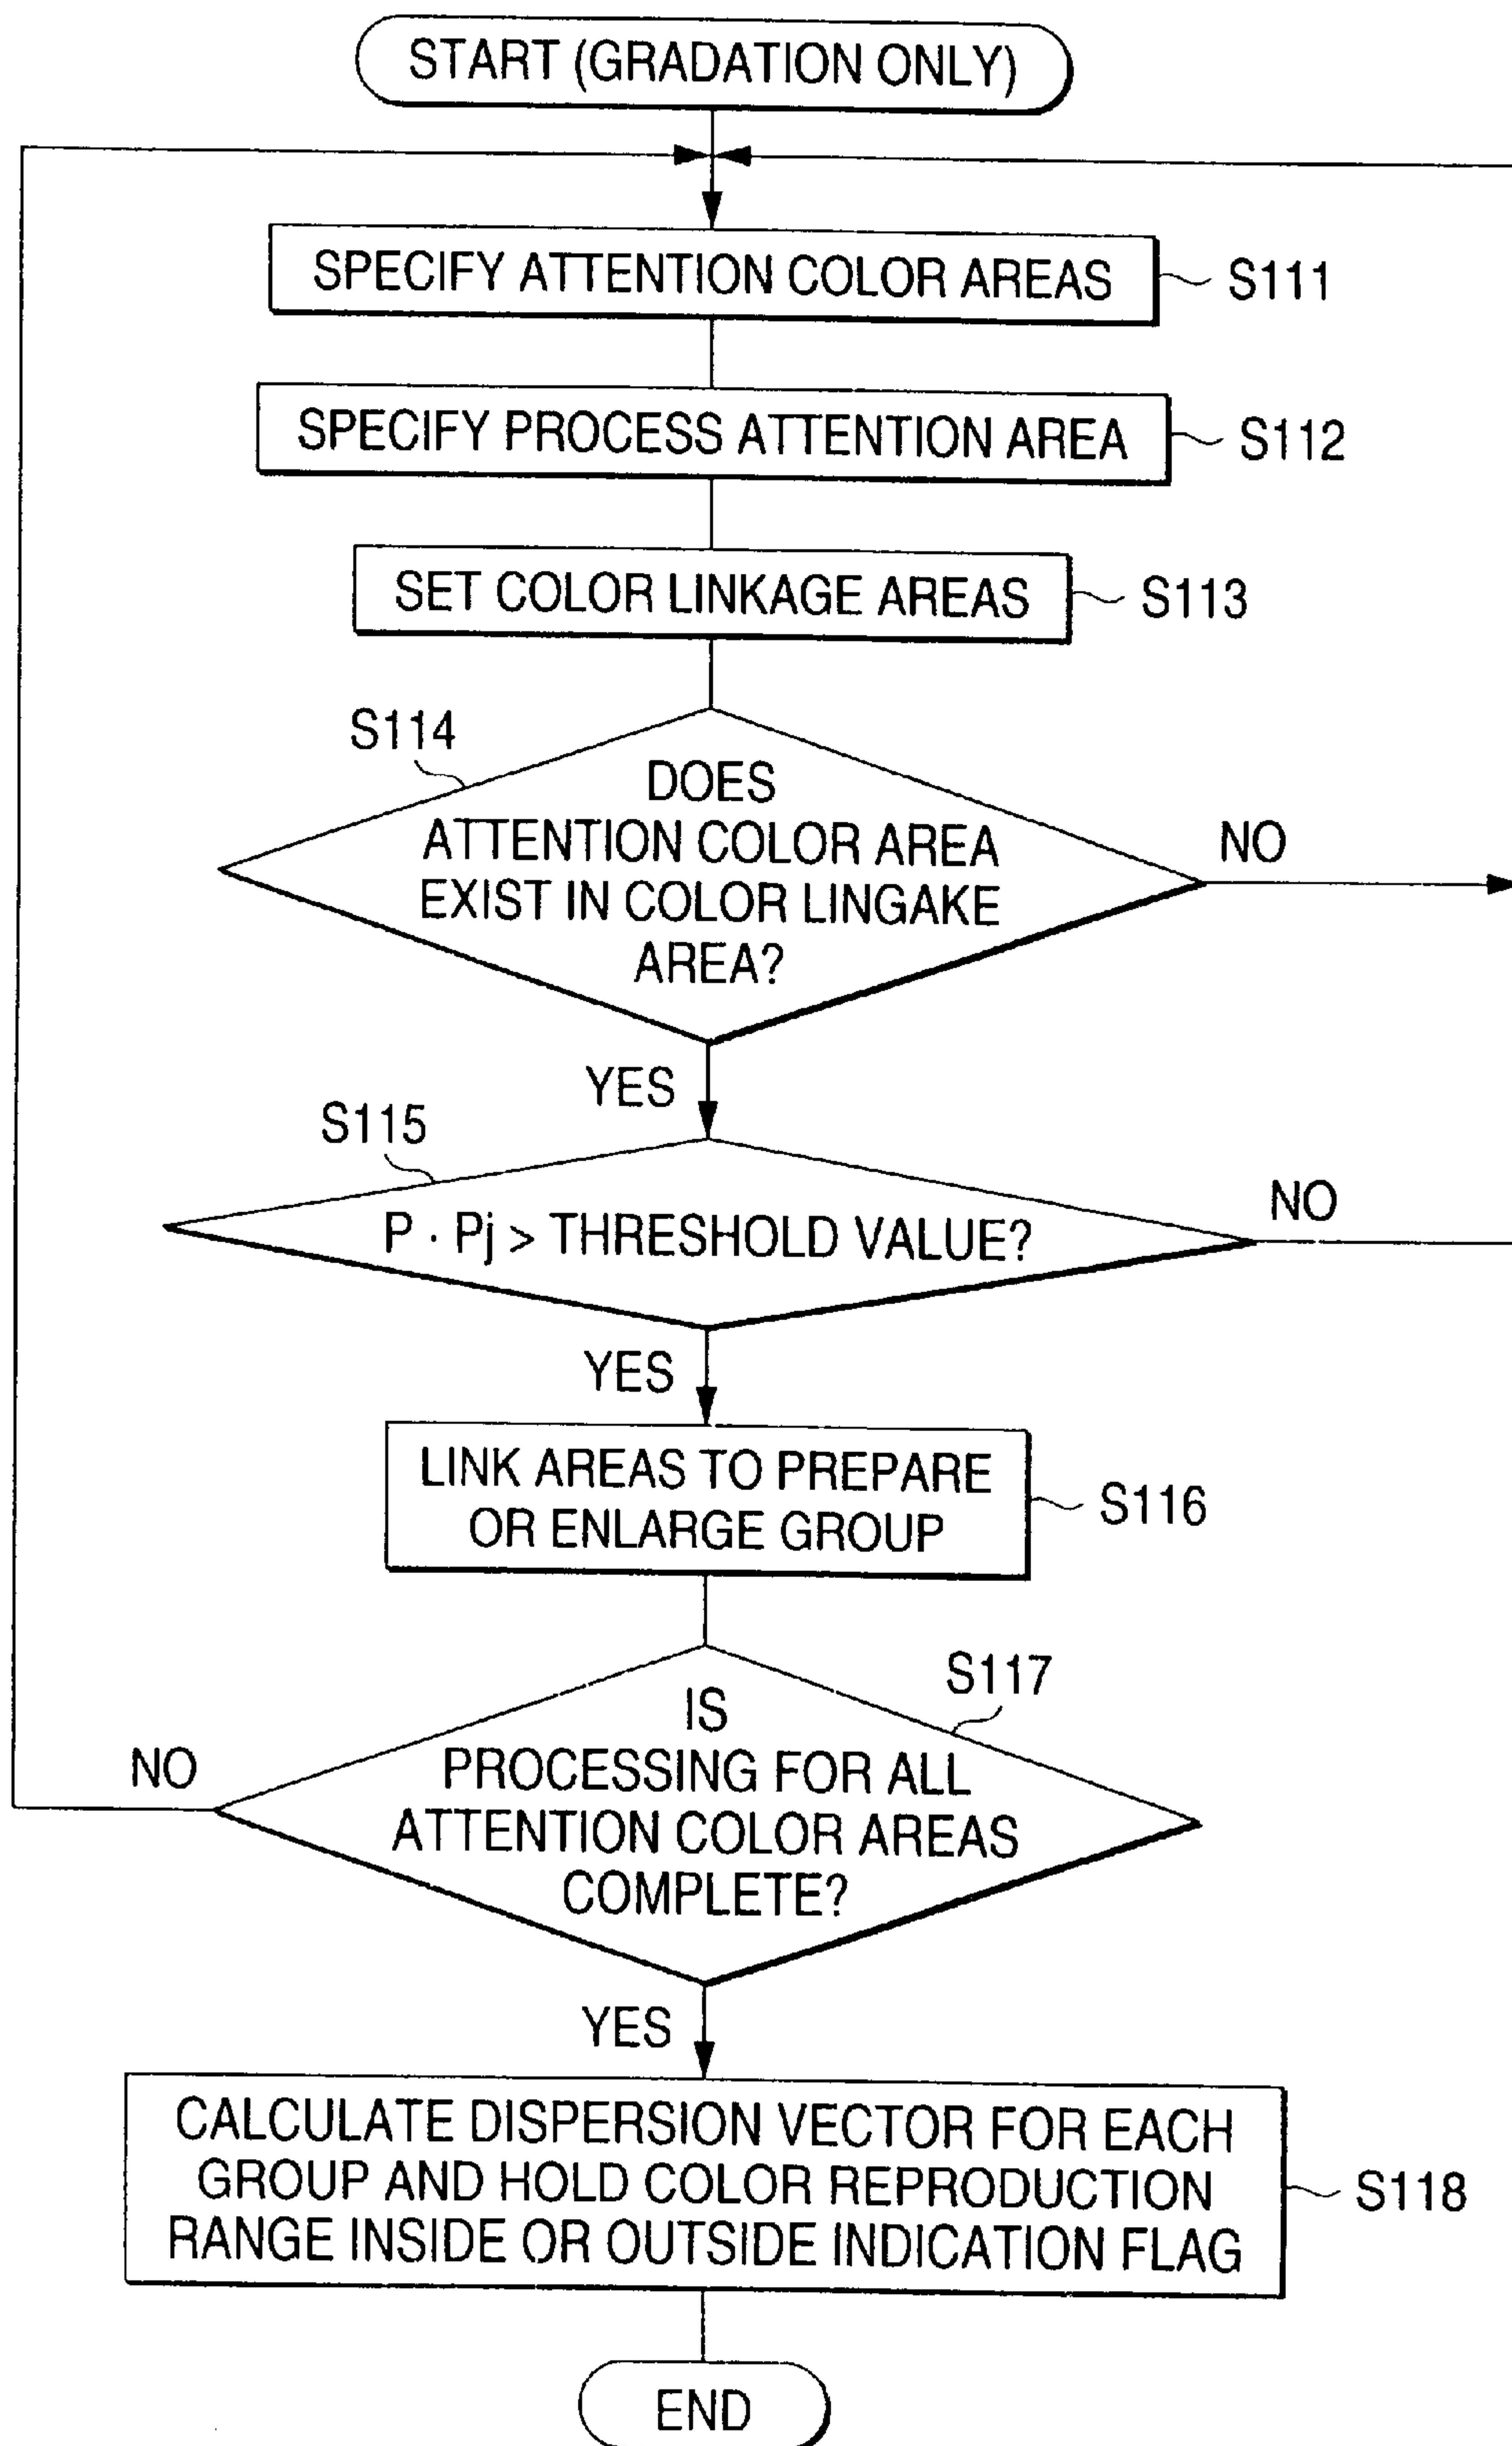 START (GRADATION ONLY)
SPECIFY ATTENTION COLOR AREAS
S111
SPECIFY PROCESS ATTENTION AREA
S112
SET COLOR LINKAGE AREAS
S113
S114
DOES
ATTENTION COLOR AREA
EXIST IN COLOR LINGAKE
AREA?
NO
YES
S115
P · Pj > THRESHOLD VALUE?
NO
YES
LINK AREAS TO PREPARE
OR ENLARGE GROUP
S116
S117
IS
PROCESSING FOR ALL
ATTENTION COLOR AREAS
COMPLETE?
NO
YES
CALCULATE DISPERSION VECTOR FOR EACH
GROUP AND HOLD COLOR REPRODUCTION
RANGE INSIDE OR OUTSIDE INDICATION FLAG
S118
END